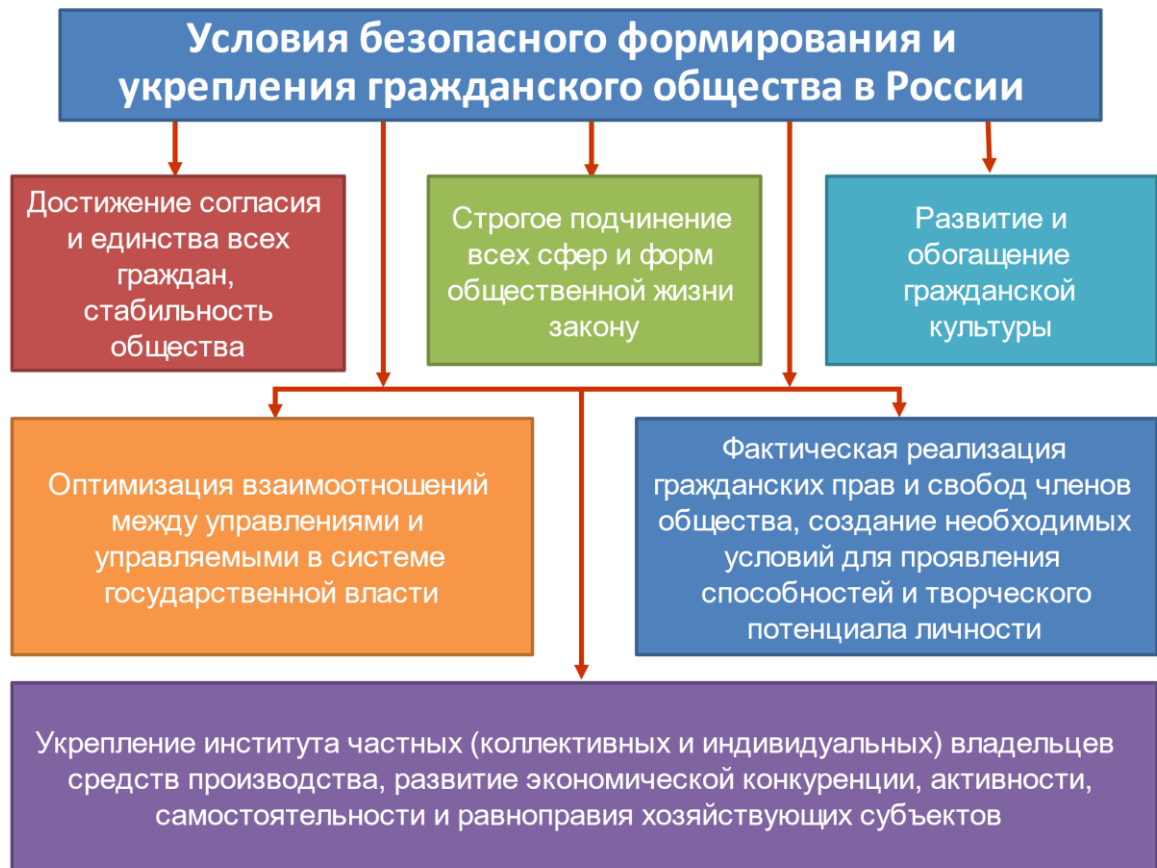 Условия безопасного формирования и
укрепления гражданского общества в России
Достижение согласия
и единства всех
граждан,
стабильность
общества
Строгое подчинение
всех сфер и форм
общественной жизни
закону
Развитие и
обогащение
гражданской
культуры
Оптимизация взаимоотношений
между управлениями и
управляемыми в системе
государственной власти
Фактическая реализация
гражданских прав и свобод членов
общества, создание необходимых
условий для проявления
способностей и творческого
потенциала личности
Укрепление института частных (коллективных и индивидуальных) владельцев
средств производства, развитие экономической конкуренции, активности,
самостоятельности и равноправия хозяйствующих субъектов